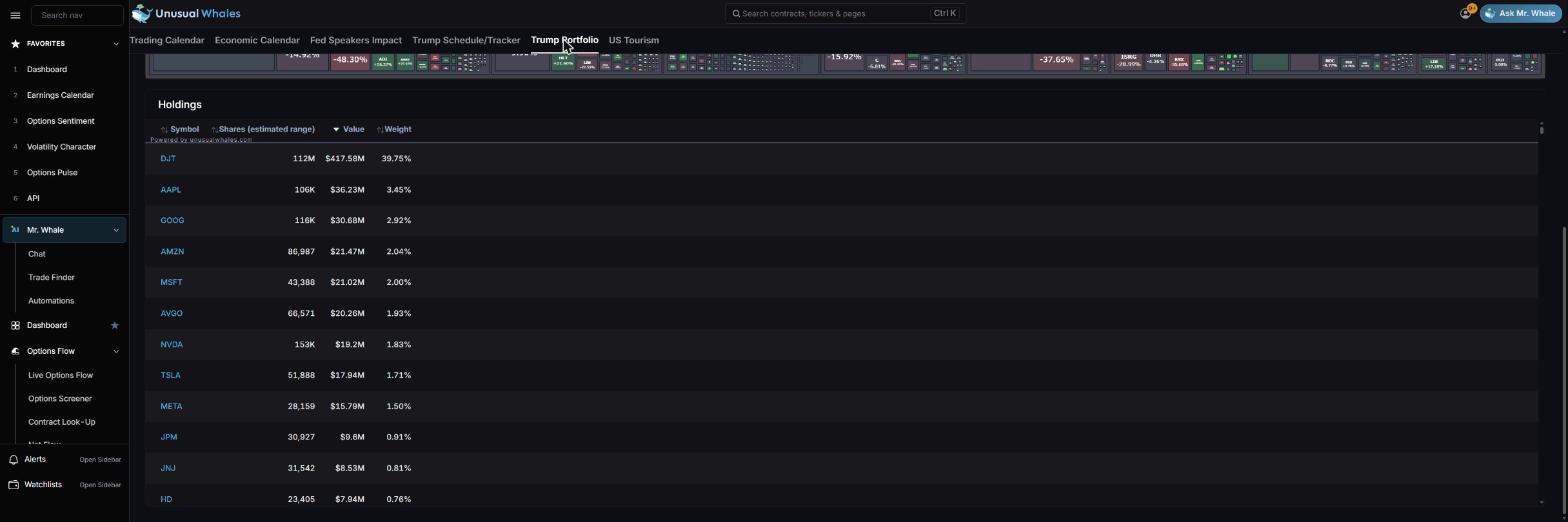 Search nav
Unusual Whales
Search contracts, tickers & pages
Ctrl K
9+
Ask Mr. Whale
FAVORITES
1 Dashboard
2 Earnings Calendar
3 Options Sentiment
4 Volatility Character
5 Options Pulse
6 API
AI Mr. Whale
Chat
Trade Finder
Automations
Dashboard
Options Flow
Live Options Flow
Options Screener
Contract Look-Up
Net Flow
Alerts Open Sidebar
Watchlists Open Sidebar
Trading Calendar Economic Calendar Fed Speakers Impact Trump Schedule/Tracker Trump Portfolio US Tourism
-14.92% -48.30% -15.92% -37.65% ISRG -28.99%
Holdings
Symbol Shares (estimated range) Value Weight
Powered by unusualwhales.com
DJT 112M $417.58M 39.75%
AAPL 106K $36.23M 3.45%
GOOG 116K $30.68M 2.92%
AMZN 86,987 $21.47M 2.04%
MSFT 43,388 $21.02M 2.00%
AVGO 66,571 $20.26M 1.93%
NVDA 153K $19.2M 1.83%
TSLA 51,888 $17.94M 1.71%
META 28,159 $15.79M 1.50%
JPM 30,927 $9.6M 0.91%
JNJ 31,542 $8.53M 0.81%
HD 23,405 $7.94M 0.76%